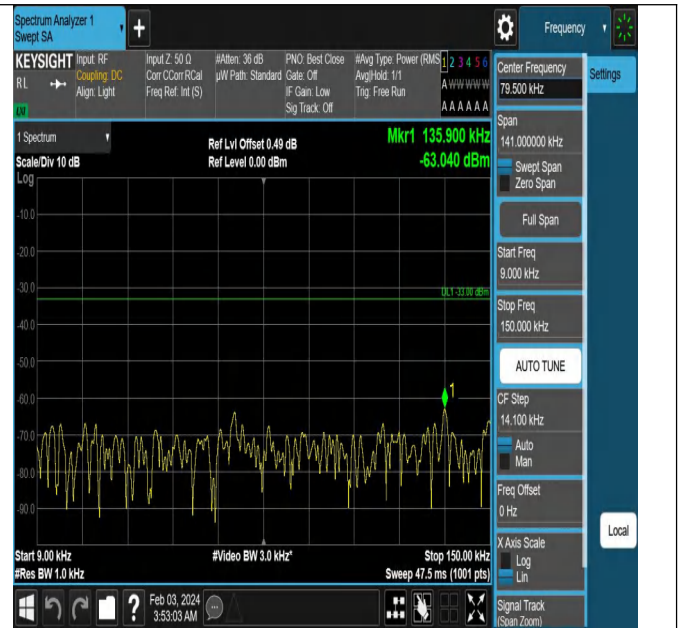 Spectrum Analyzer 1
Swept SA
+
Frequency
KEYSIGHT
RL
Input: RF
Coupling: DC
Align: Light
Input Z: 50 Ω
Corr CCorr RCal
Freq Ref: Int (S)
#Atten: 36 dB
µW Path: Standard
PNO: Best Close
Gate: Off
IF Gain: Low
Sig Track: Off
#Avg Type: Power (RMS
Avg|Hold: 1/1
Trig: Free Run
1 2 3 4 5 6
A W W W W W
A A A A A A
1 Spectrum
Scale/Div 10 dB
Log
Ref Lvl Offset 0.49 dB
Ref Level 0.00 dBm
Mkr1 135.900 kHz
-63.040 dBm
-10.0
-20.0
-30.0
DL1 -33.00 dBm
-40.0
-50.0
-60.0
1
-70.0
-80.0
-90.0
Start 9.00 kHz
#Res BW 1.0 kHz
#Video BW 3.0 kHz*
Stop 150.00 kHz
Sweep 47.5 ms (1001 pts)
Feb 03, 2024
3:53:03 AM
?
Center Frequency
79.500 kHz
Settings
Span
141.000000 kHz
Swept Span
Zero Span
Full Span
Start Freq
9.000 kHz
Stop Freq
150.000 kHz
AUTO TUNE
CF Step
14.100 kHz
Auto
Man
Freq Offset
0 Hz
X Axis Scale
Log
Lin
Local
Signal Track
(Span Zoom)